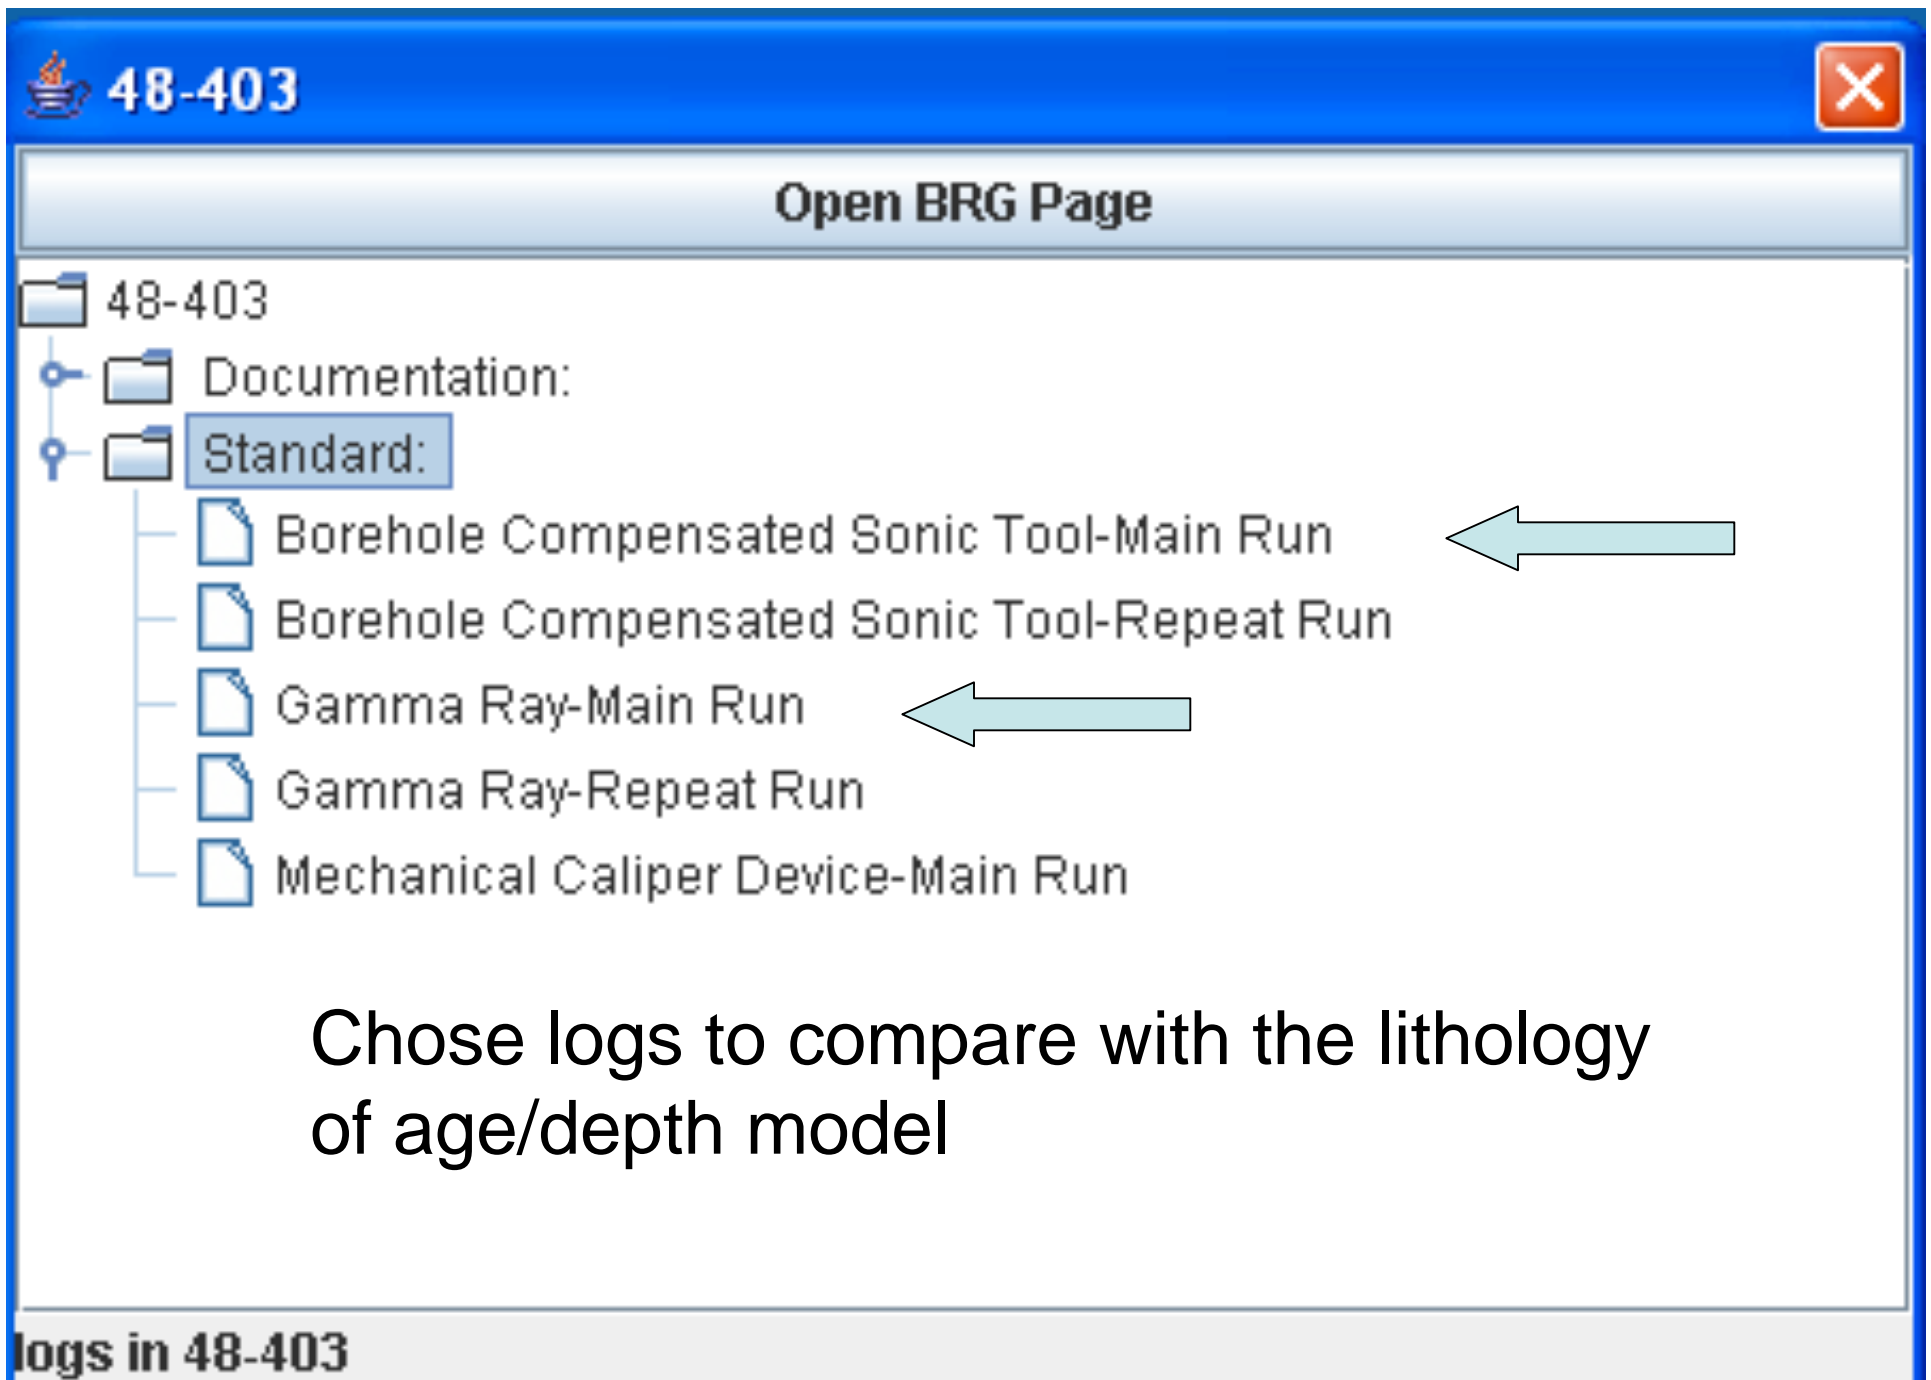 48-403
Open BRG Page
48-403
Documentation:
Standard:
Borehole Compensated Sonic Tool-Main Run
Borehole Compensated Sonic Tool-Repeat Run
Gamma Ray-Main Run
Gamma Ray-Repeat Run
Mechanical Caliper Device-Main Run
Chose logs to compare with the lithology
of age/depth model
logs in 48-403